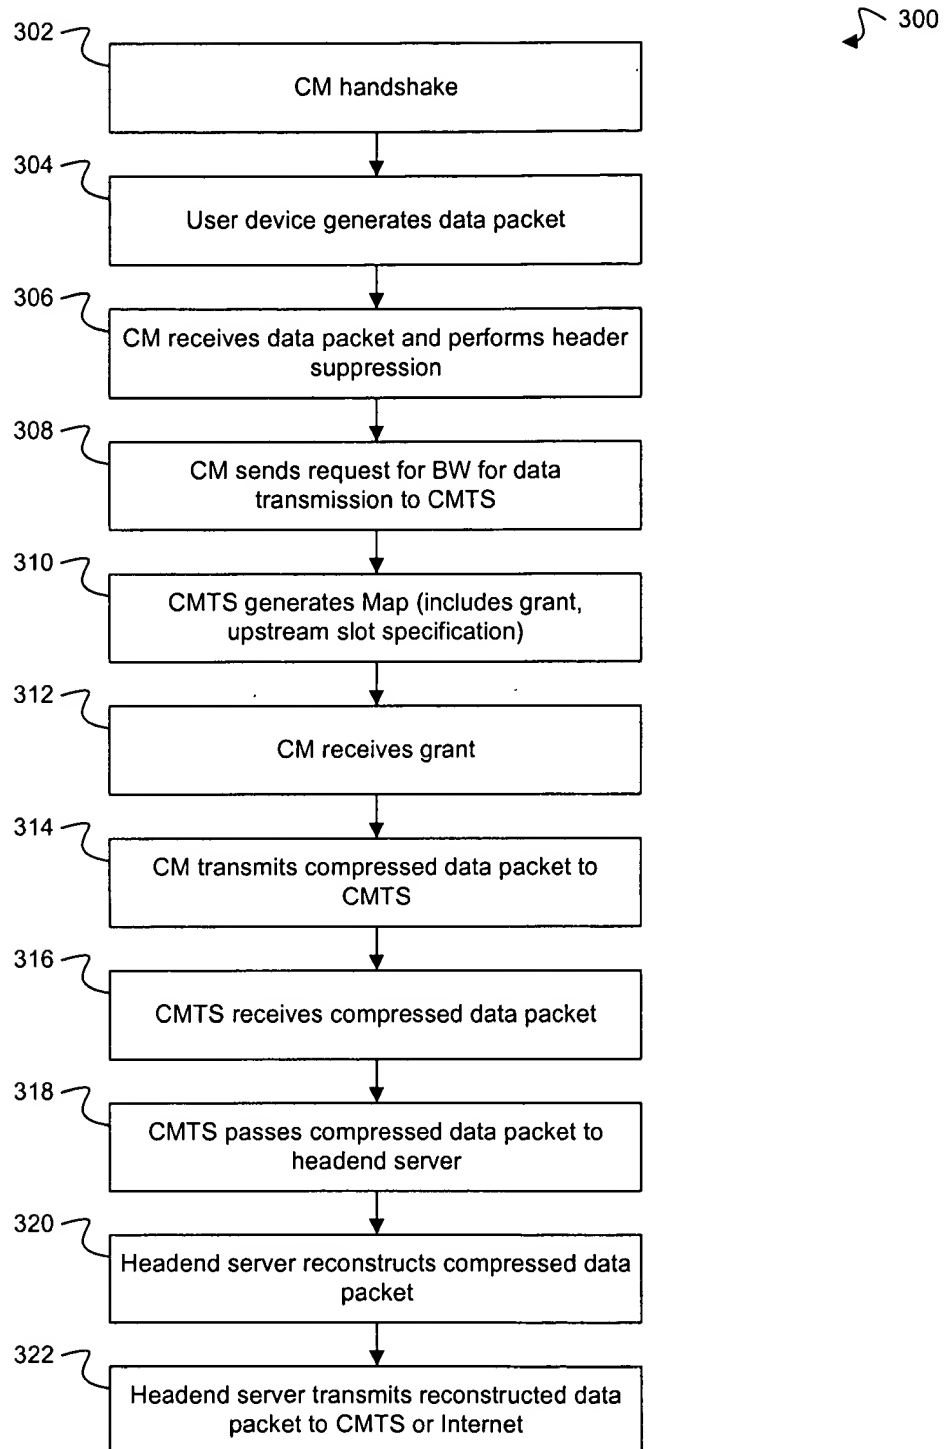 300
302
CM handshake
304
User device generates data packet
306
CM receives data packet and performs header
suppression
308
CM sends request for BW for data
transmission to CMTS
310
CMTS generates Map (includes grant,
upstream slot specification)
312
CM receives grant
314
CM transmits compressed data packet to
CMTS
316
CMTS receives compressed data packet
318
CMTS passes compressed data packet to
headend server
320
Headend server reconstructs compressed data
packet
322
Headend server transmits reconstructed data
packet to CMTS or Internet